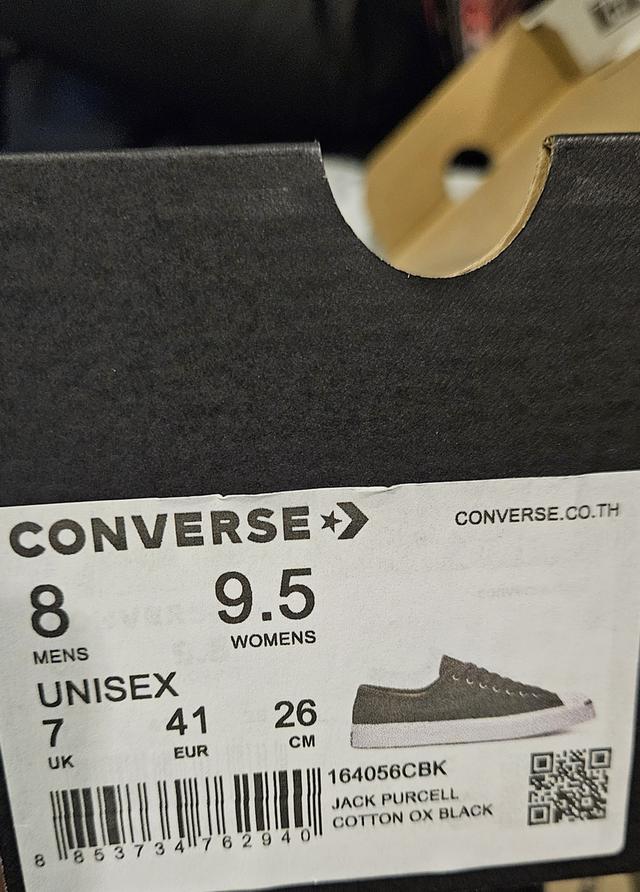 CONVERSE
CONVERSE.CO.TH
8 9.5
MENS WOMENS
UNISEX
7 41 26
UK EUR CM
164056CBK
JACK PURCELL
COTTON OX BLACK
8 853734 762940